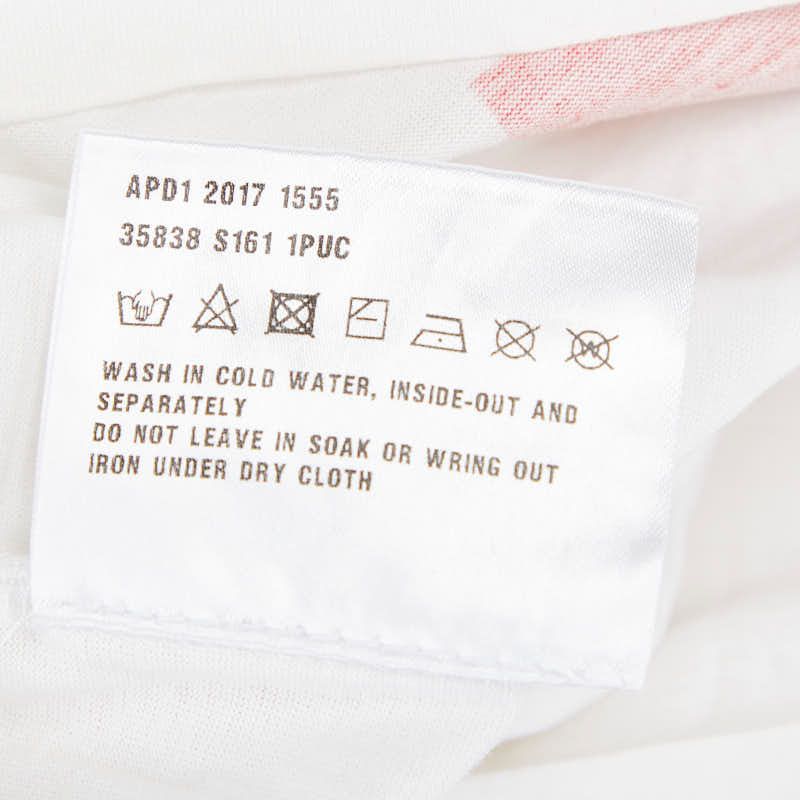 APD1 2017 1555
35838 S161 1PUC
W
WASH IN COLD WATER, INSIDE-OUT AND
SEPARATELY
DO NOT LEAVE IN SOAK OR WRING OUT
IRON UNDER DRY CLOTH